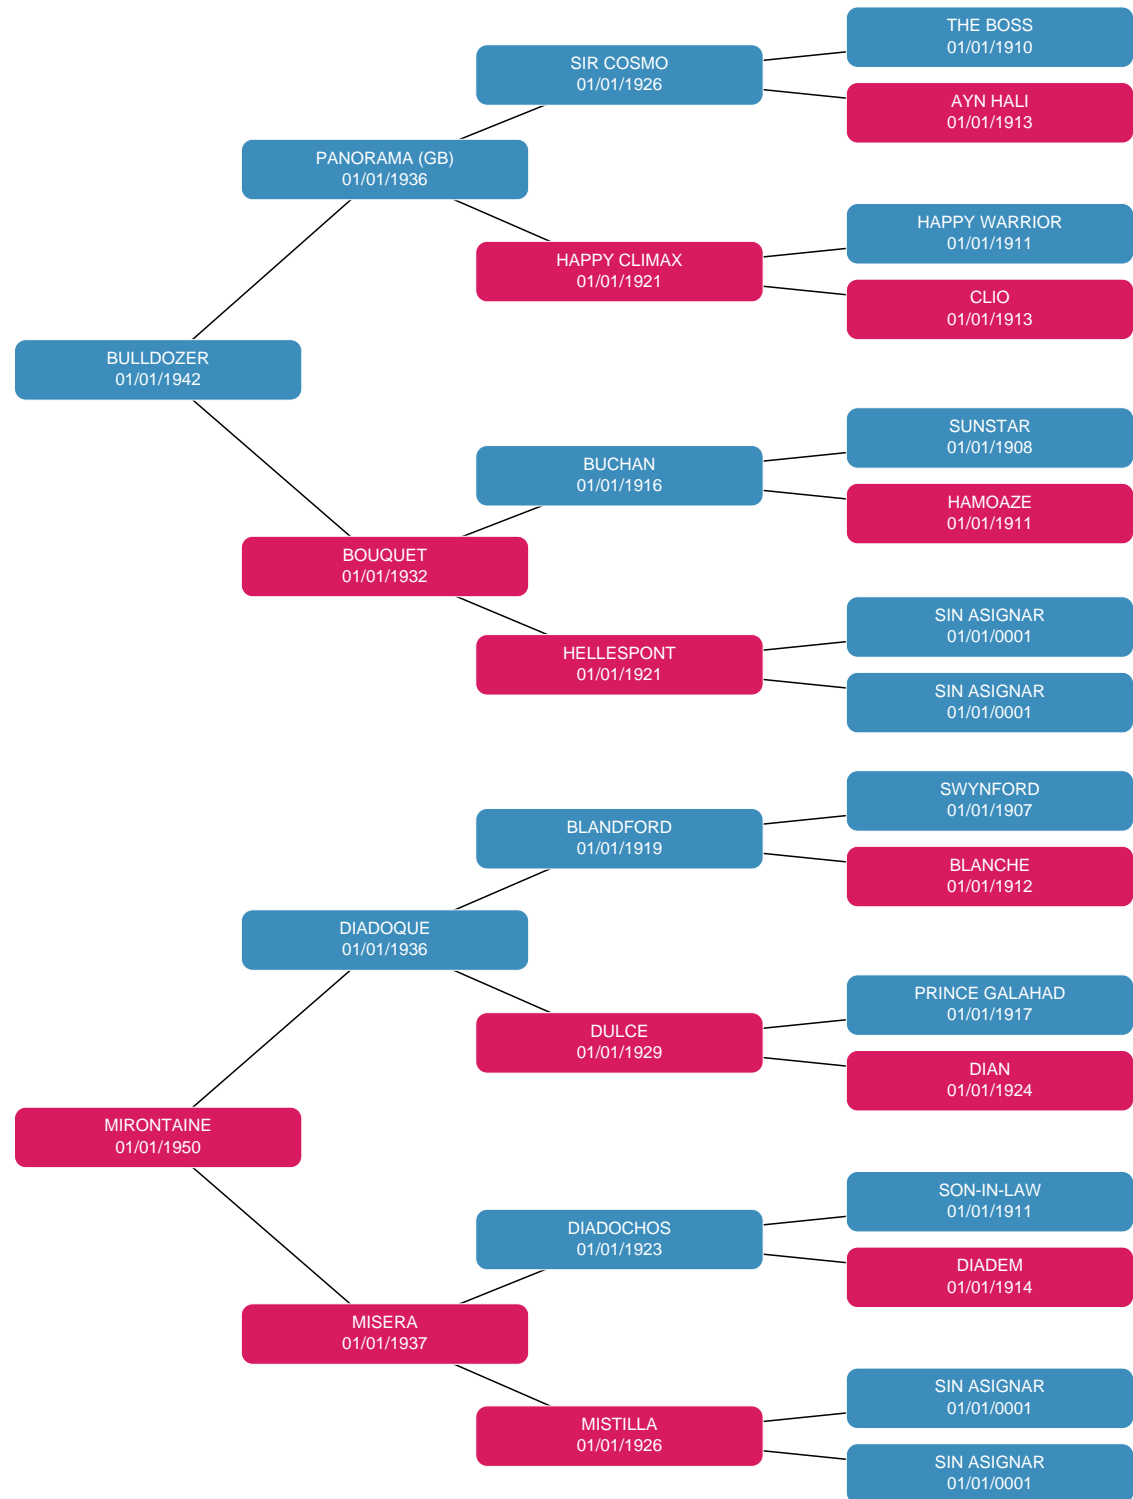 THE BOSS
01/01/1910
SIR COSMO
01/01/1926
AYN HALI
01/01/1913
PANORAMA (GB)
01/01/1936
HAPPY WARRIOR
01/01/1911
HAPPY CLIMAX
01/01/1921
CLIO
01/01/1913
BULLDOZER
01/01/1942
SUNSTAR
01/01/1908
BUCHAN
01/01/1916
HAMOAZE
01/01/1911
BOUQUET
01/01/1932
SIN ASIGNAR
01/01/0001
HELLESPONT
01/01/1921
SIN ASIGNAR
01/01/0001
SWYNFORD
01/01/1907
BLANDFORD
01/01/1919
BLANCHE
01/01/1912
DIADOQUE
01/01/1936
PRINCE GALAHAD
01/01/1917
DULCE
01/01/1929
DIAN
01/01/1924
MIRONTAINE
01/01/1950
SON-IN-LAW
01/01/1911
DIADOCHOS
01/01/1923
DIADEM
01/01/1914
MISERA
01/01/1937
SIN ASIGNAR
01/01/0001
MISTILLA
01/01/1926
SIN ASIGNAR
01/01/0001